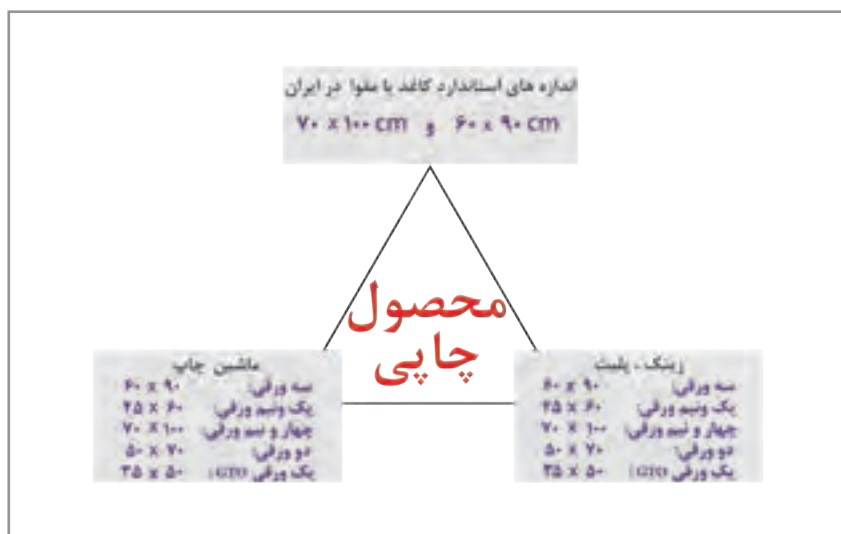 اندازه های استاندارد کاغذ یا مقوا در ایران
۷۰ x ۱۰۰ cm و ۶۰ x ۹۰ cm
محصول
چاپی
زینک ، پلیت
سه ورقی: ۶۰ x ۹۰
یک ونیم ورقی: ۴۵ x ۶۰
چهار و نیم ورقی: ۷۰ x ۱۰۰
دو ورقی: ۵۰ x ۷۰
یک ورقی (GTO): ۳۵ x ۵۰
ماشین چاپ
سه ورقی: ۶۰ x ۹۰
یک ونیم ورقی: ۴۵ x ۶۰
چهار و نیم ورقی: ۷۰ x ۱۰۰
دو ورقی: ۵۰ x ۷۰
یک ورقی (GTO): ۳۵ x ۵۰